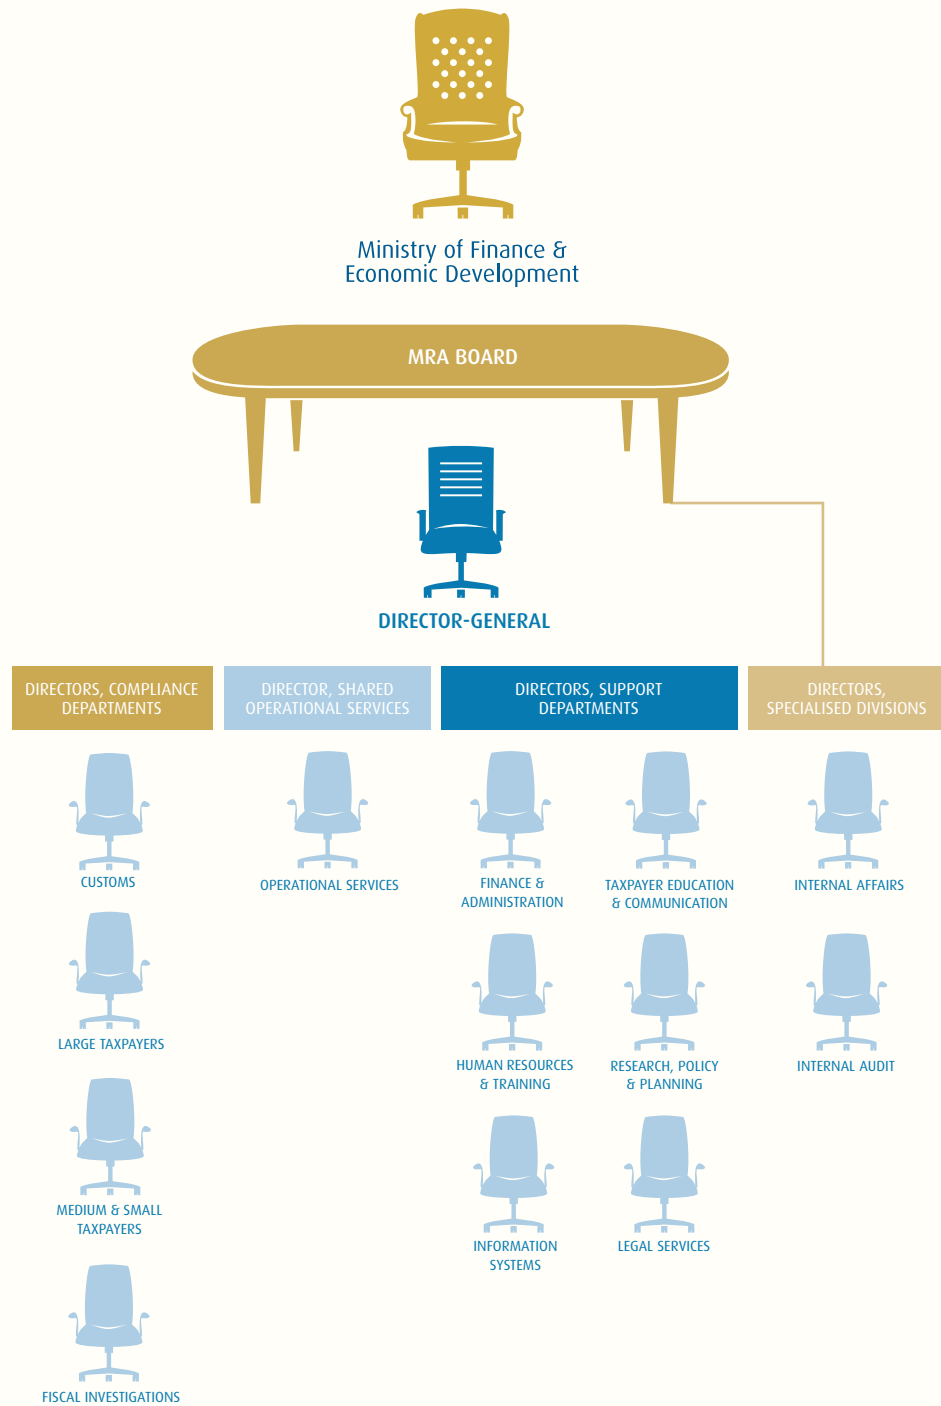 Ministry of Finance &
Economic Development
MRA BOARD
DIRECTOR-GENERAL
DIRECTORS, COMPLIANCE
DEPARTMENTS
DIRECTOR, SHARED
OPERATIONAL SERVICES
DIRECTORS, SUPPORT
DEPARTMENTS
DIRECTORS,
SPECIALISED DIVISIONS
CUSTOMS
OPERATIONAL SERVICES
FINANCE &
ADMINISTRATION
TAXPAYER EDUCATION
& COMMUNICATION
INTERNAL AFFAIRS
LARGE TAXPAYERS
HUMAN RESOURCES
& TRAINING
RESEARCH, POLICY
& PLANNING
INTERNAL AUDIT
MEDIUM & SMALL
TAXPAYERS
INFORMATION
SYSTEMS
LEGAL SERVICES
FISCAL INVESTIGATIONS